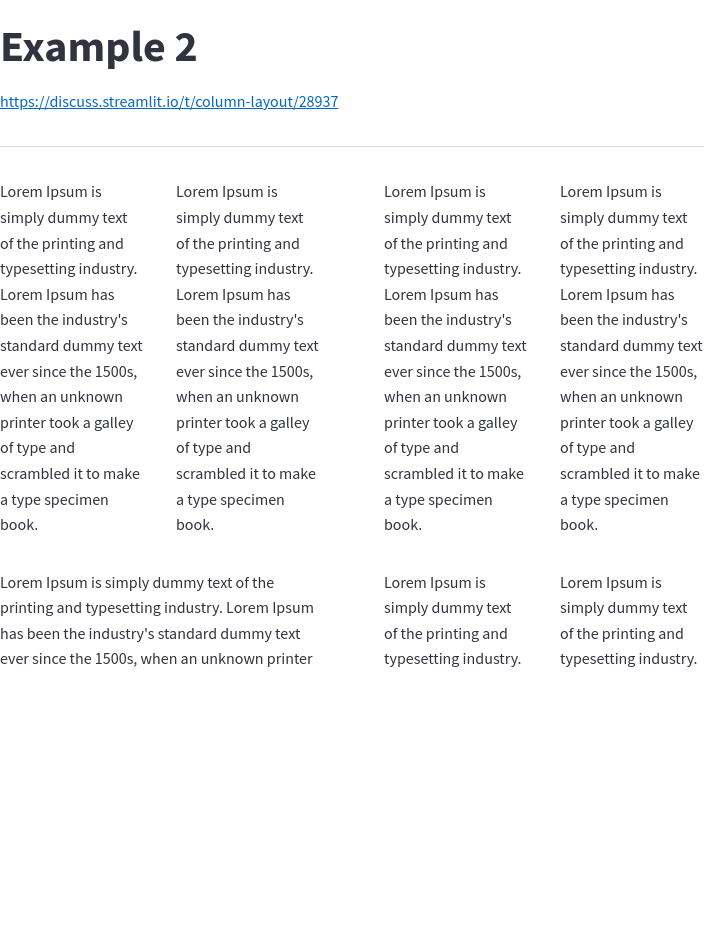 Example 2
https://discuss.streamlit.io/t/column-layout/28937
Lorem Ipsum is
simply dummy text
of the printing and
typesetting industry.
Lorem Ipsum has
been the industry's
standard dummy text
ever since the 1500s,
when an unknown
printer took a galley
of type and
scrambled it to make
a type specimen
book.
Lorem Ipsum is
simply dummy text
of the printing and
typesetting industry.
Lorem Ipsum has
been the industry's
standard dummy text
ever since the 1500s,
when an unknown
printer took a galley
of type and
scrambled it to make
a type specimen
book.
Lorem Ipsum is
simply dummy text
of the printing and
typesetting industry.
Lorem Ipsum has
been the industry's
standard dummy text
ever since the 1500s,
when an unknown
printer took a galley
of type and
scrambled it to make
a type specimen
book.
Lorem Ipsum is
simply dummy text
of the printing and
typesetting industry.
Lorem Ipsum has
been the industry's
standard dummy text
ever since the 1500s,
when an unknown
printer took a galley
of type and
scrambled it to make
a type specimen
book.
Lorem Ipsum is simply dummy text of the
printing and typesetting industry. Lorem Ipsum
has been the industry's standard dummy text
ever since the 1500s, when an unknown printer
Lorem Ipsum is
simply dummy text
of the printing and
typesetting industry.
Lorem Ipsum is
simply dummy text
of the printing and
typesetting industry.